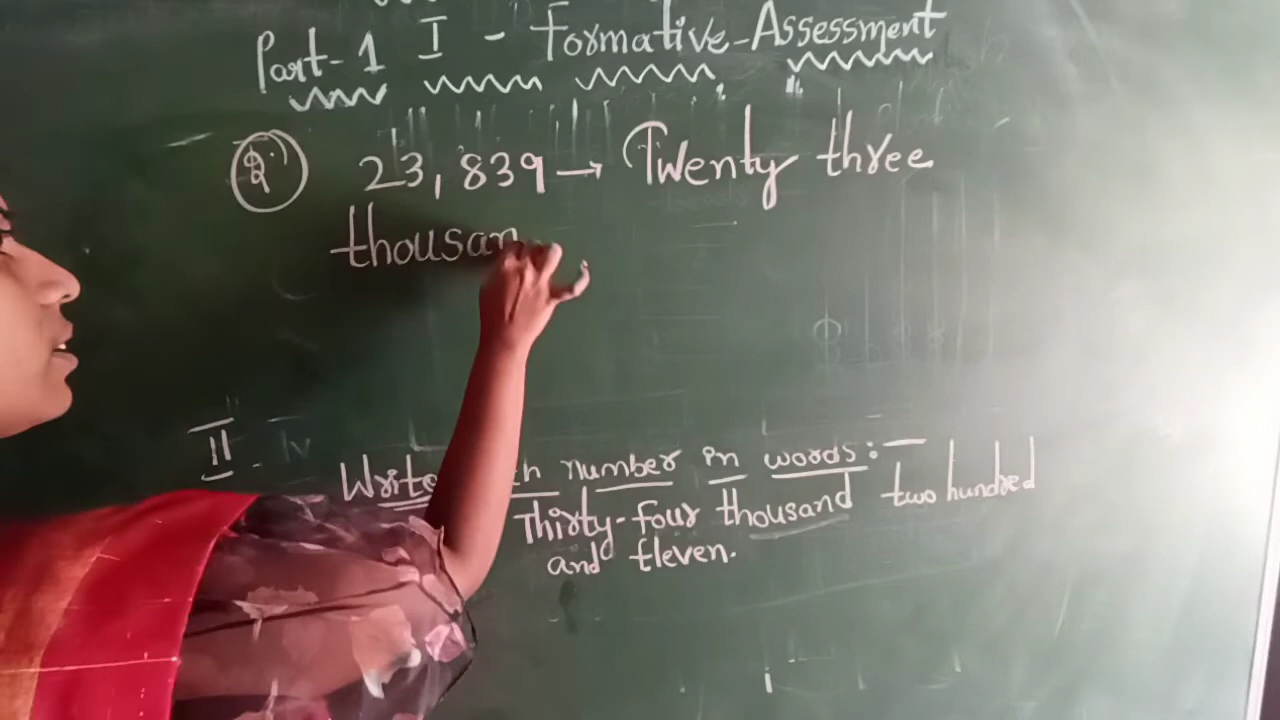 Part-1 I - Formative-Assessment
23,839 → Twenty three
thousan
II
Write number in words:-
Thirty-four thousand two hundred
and Eleven.